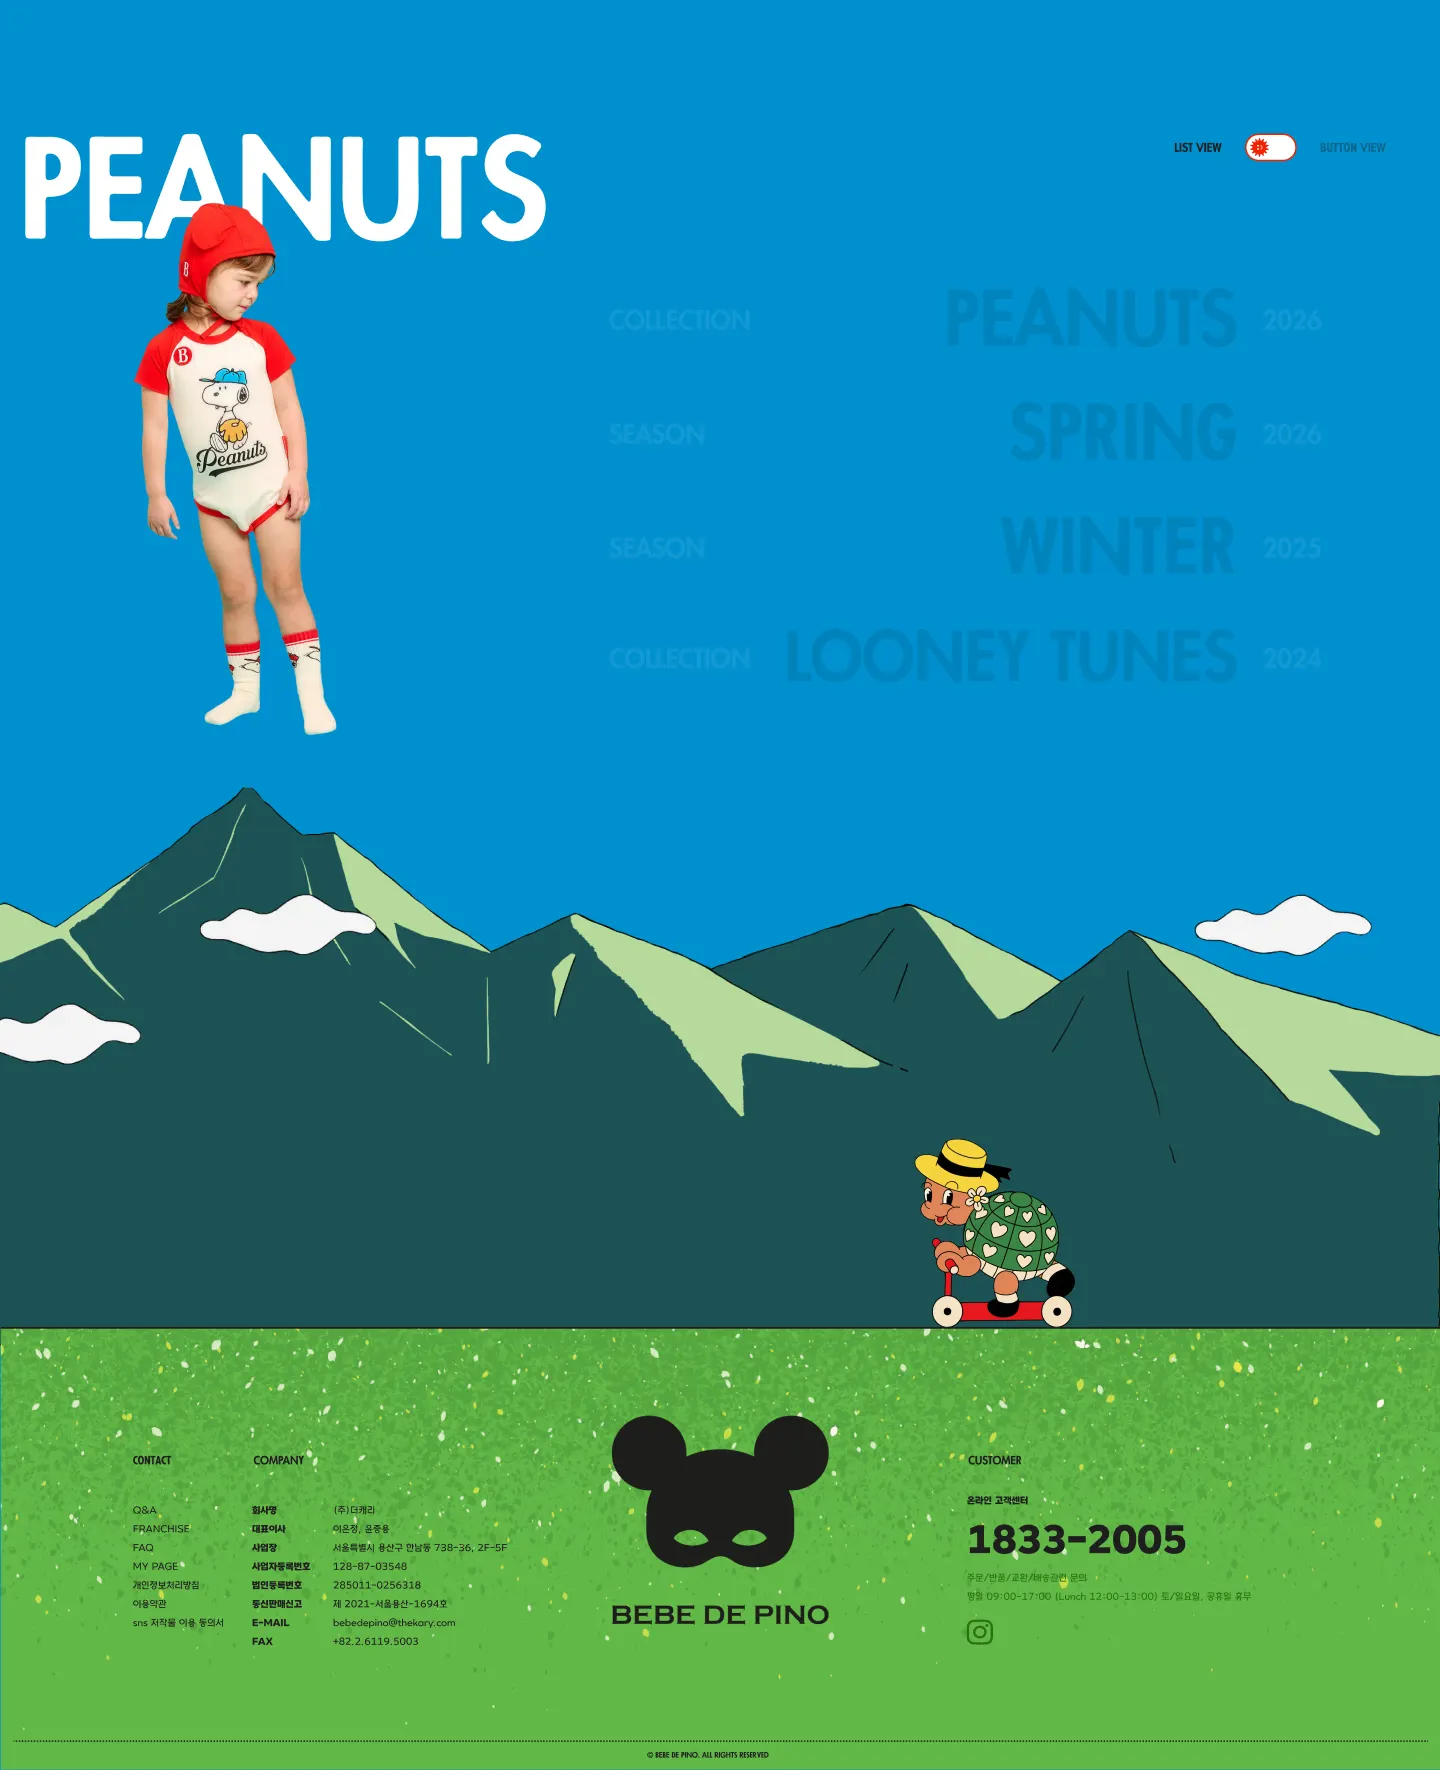 PEANUTS
LIST VIEW
BUTTON VIEW
B
B
Peanuts
COLLECTION PEANUTS 2026
SEASON SPRING 2026
SEASON WINTER 2025
COLLECTION LOONEY TUNES 2024
CONTACT
Q&A
FRANCHISE
FAQ
MY PAGE
개인정보처리방침
이용약관
sns 저작물 이용 동의서
COMPANY
회사명 (주)더캐리
대표이사 이은정, 윤중용
사업장 서울특별시 용산구 한남동 738-36, 2F-5F
사업자등록번호 128-87-03548
법인등록번호 285011-0256318
통신판매신고 제 2021-서울용산-1694호
E-MAIL bebedepino@thekary.com
FAX +82.2.6119.5003
BEBE DE PINO
CUSTOMER
온라인 고객센터
1833-2005
주문/반품/교환/배송관련 문의
평일 09:00-17:00 (Lunch 12:00-13:00) 토/일요일, 공휴일 휴무
© BEBE DE PINO. ALL RIGHTS RESERVED